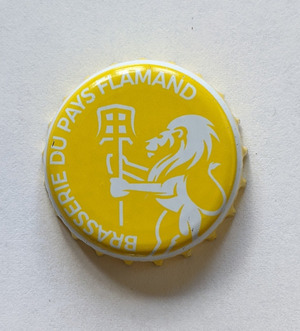 BRASSERIE DU PAYS FLAMAND